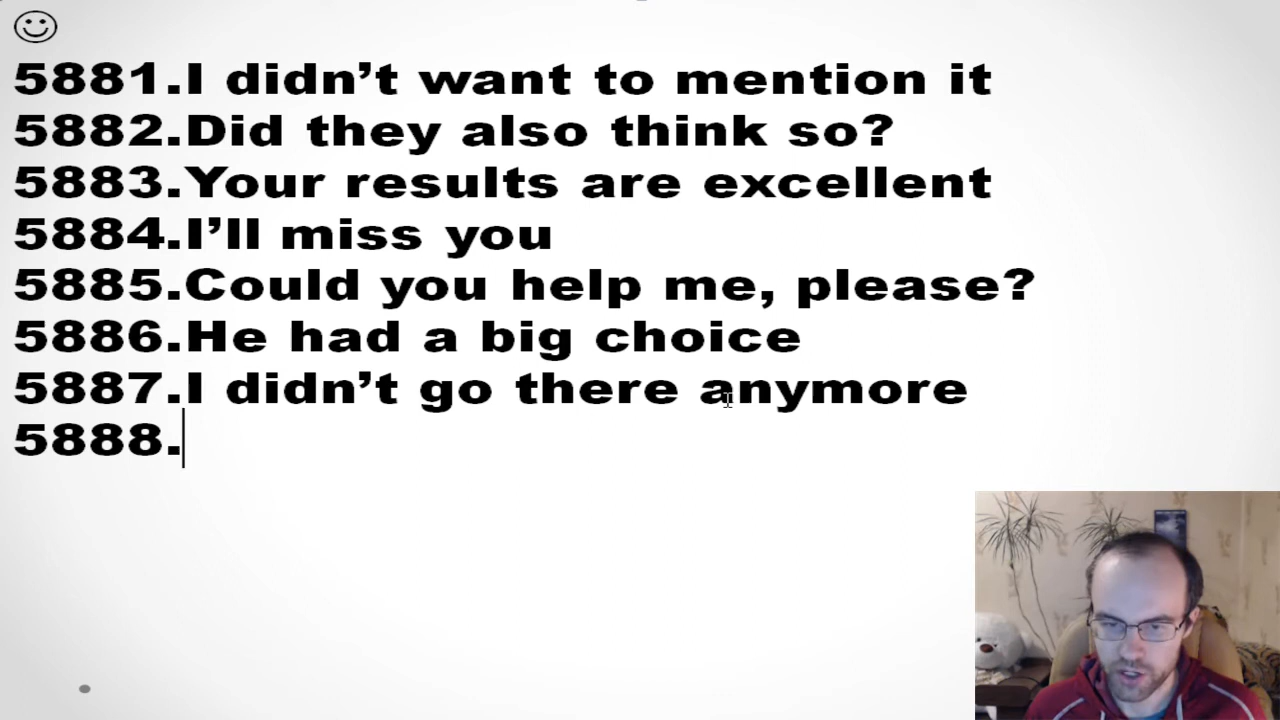 5881.I didn’t want to mention it
5882.Did they also think so?
5883.Your results are excellent
5884.I’ll miss you
5885.Could you help me, please?
5886.He had a big choice
5887.I didn’t go there anymore
5888.